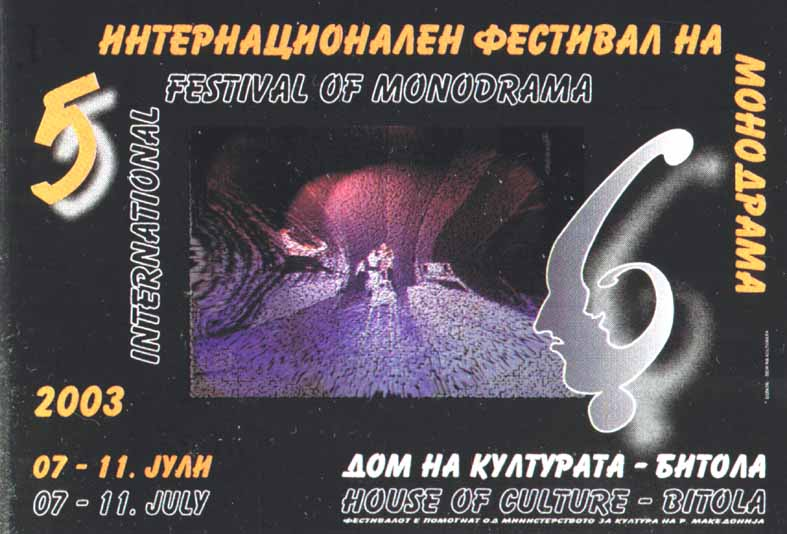 ИНТЕРНАЦИОНАЛЕН ФЕСТИВАЛ НА
МОНОДРАМА
5
INTERNATIONAL
FESTIVAL OF MONODRAMA
2003
07 - 11. ЈУЛИ
07 - 11. JULY
ДОМ НА КУЛТУРАТА - БИТОЛА
HOUSE OF CULTURE - BITOLA
ФЕСТИВАЛОТ Е ПОМОГНАТ ОД МИНИСТЕРСТВОТО ЗА КУЛТУРА НА Р. МАКЕДОНИЈА